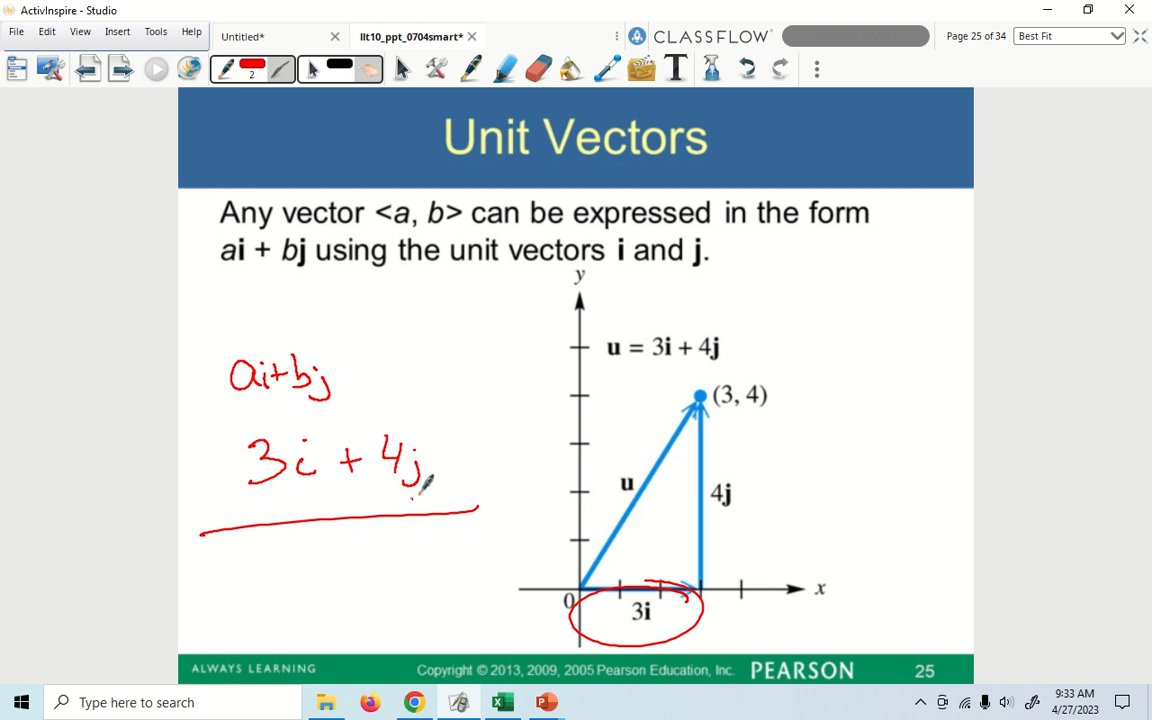 ActivInspire - Studio
File Edit View Insert Tools Help
Untitled*
llt10_ppt_0704smart*
CLASSFLOW
Page 25 of 34
Best Fit
2
Unit Vectors
Any vector <a, b> can be expressed in the form
ai + bj using the unit vectors i and j.
y
u = 3i + 4j
ai+bj
(3, 4)
3i + 4j
u
4j
x
0
3i
ALWAYS LEARNING
Copyright © 2013, 2009, 2005 Pearson Education, Inc.
PEARSON
25
Type here to search
9:33 AM
4/27/2023